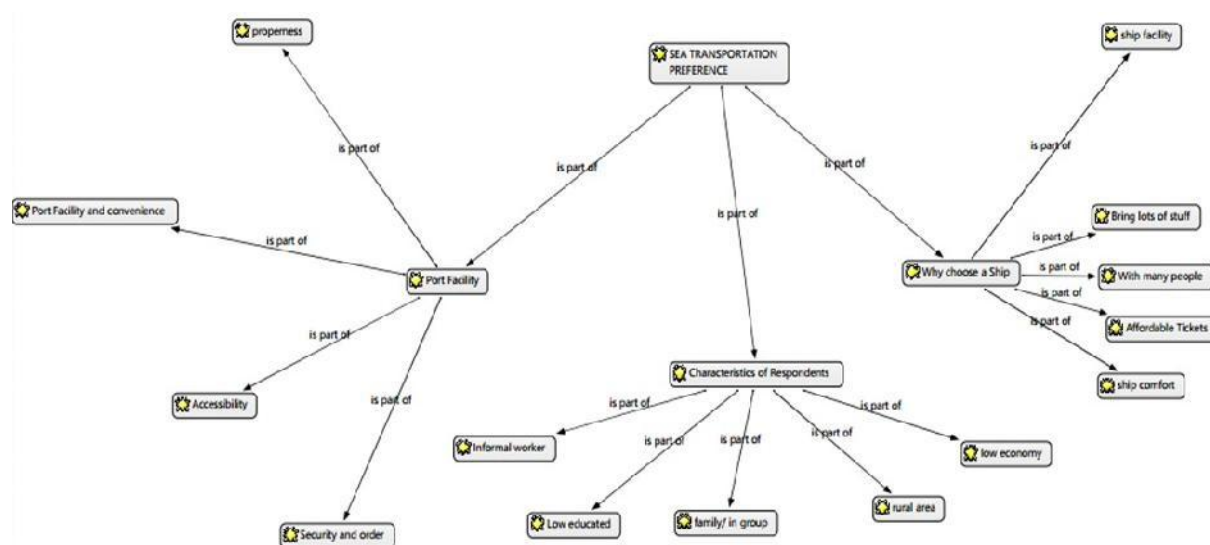 properness
SEA TRANSPORTATION
PREFERENCE
ship facility
is part of
is part of
is part of
is part of
is part of
Port Facility and convenience
is part of
Port Facility
is part of
Accessibility
is part of
Security and order
Why choose a Ship
is part of
Bring lots of stuff
is part of
With many people
is part of
Affordable Tickets
is part of
ship comfort
Characteristics of Respondents
is part of
Informal worker
is part of
Low educated
is part of
family/ in group
is part of
rural area
is part of
low economy